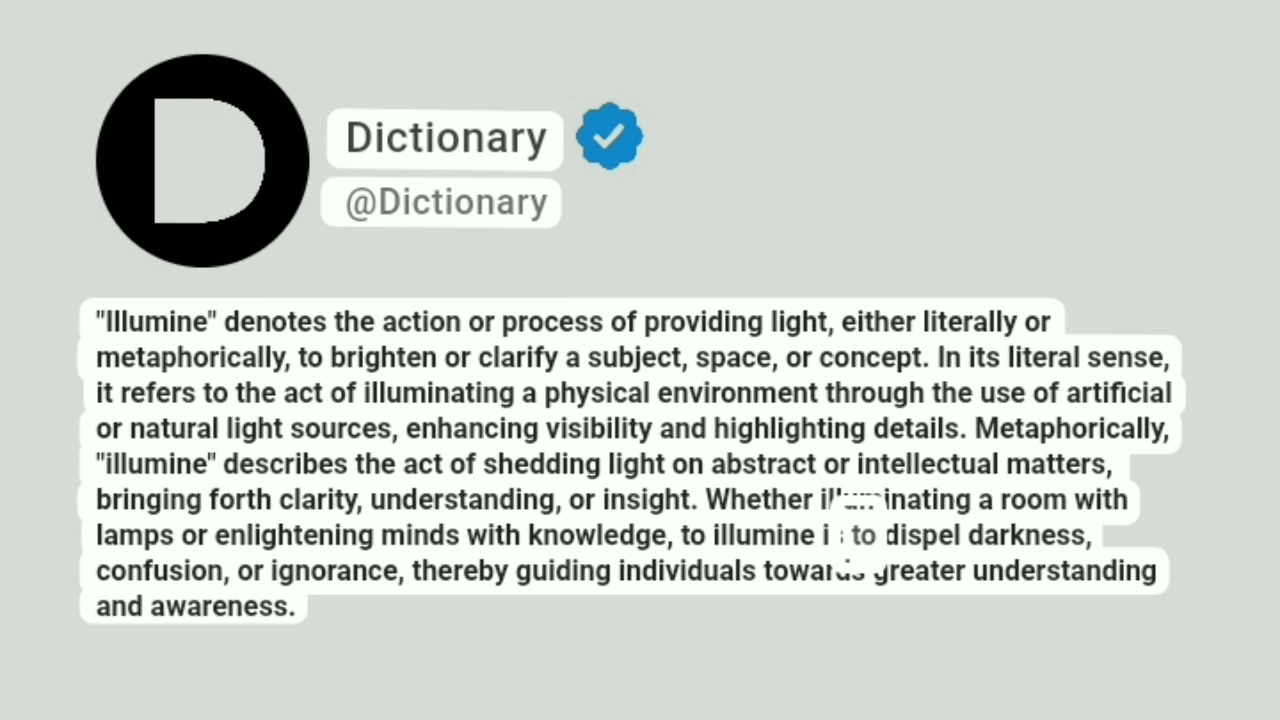 D
Dictionary
@Dictionary
"Illumine" denotes the action or process of providing light, either literally or
metaphorically, to brighten or clarify a subject, space, or concept. In its literal sense,
it refers to the act of illuminating a physical environment through the use of artificial
or natural light sources, enhancing visibility and highlighting details. Metaphorically,
"illumine" describes the act of shedding light on abstract or intellectual matters,
bringing forth clarity, understanding, or insight. Whether illuminating a room with
lamps or enlightening minds with knowledge, to illumine is to dispel darkness,
confusion, or ignorance, thereby guiding individuals towards greater understanding
and awareness.